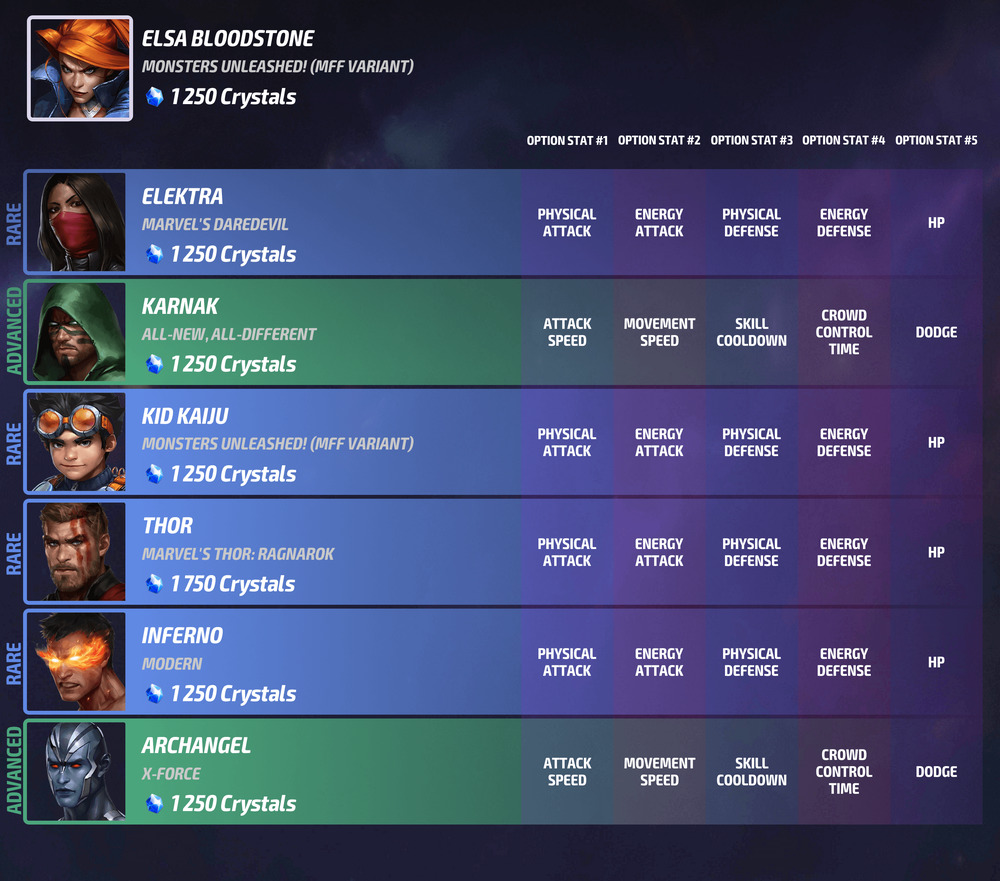 ELSA BLOODSTONE
MONSTERS UNLEASHED! (MFF VARIANT)
1 250 Crystals
OPTION STAT #1 OPTION STAT #2 OPTION STAT #3 OPTION STAT #4 OPTION STAT #5
RARE
ELEKTRA
MARVEL'S DAREDEVIL
1 250 Crystals
PHYSICAL
ATTACK
ENERGY
ATTACK
PHYSICAL
DEFENSE
ENERGY
DEFENSE
HP
ADVANCED
KARNAK
ALL-NEW, ALL-DIFFERENT
1 250 Crystals
ATTACK
SPEED
MOVEMENT
SPEED
SKILL
COOLDOWN
CROWD
CONTROL
TIME
DODGE
RARE
KID KAIJU
MONSTERS UNLEASHED! (MFF VARIANT)
1 250 Crystals
PHYSICAL
ATTACK
ENERGY
ATTACK
PHYSICAL
DEFENSE
ENERGY
DEFENSE
HP
RARE
THOR
MARVEL'S THOR: RAGNAROK
1 750 Crystals
PHYSICAL
ATTACK
ENERGY
ATTACK
PHYSICAL
DEFENSE
ENERGY
DEFENSE
HP
RARE
INFERNO
MODERN
1 250 Crystals
PHYSICAL
ATTACK
ENERGY
ATTACK
PHYSICAL
DEFENSE
ENERGY
DEFENSE
HP
ADVANCED
ARCHANGEL
X-FORCE
1 250 Crystals
ATTACK
SPEED
MOVEMENT
SPEED
SKILL
COOLDOWN
CROWD
CONTROL
TIME
DODGE